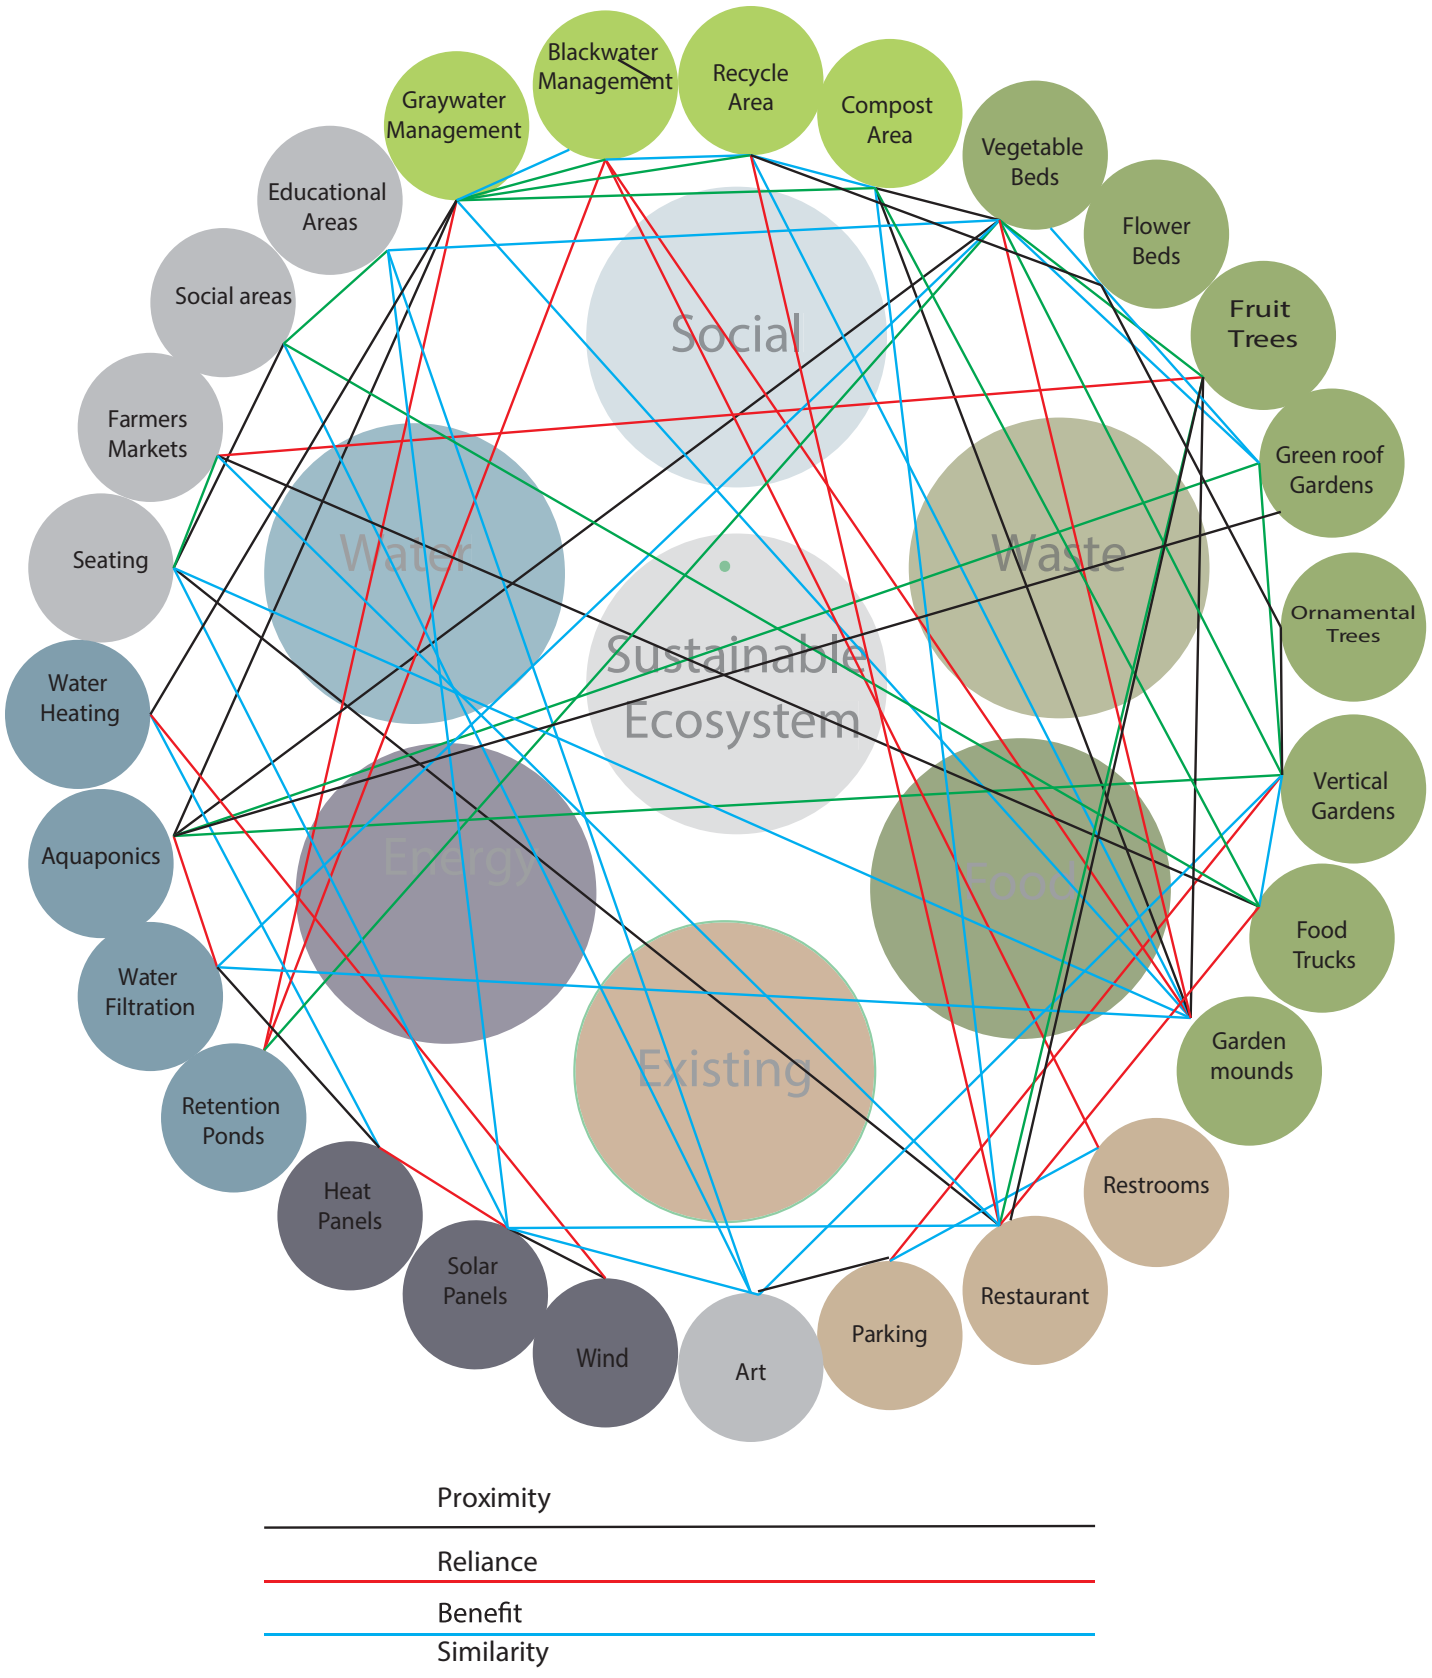 Blackwater
Management
Recycle
Area
Graywater
Management
Compost
Area
Vegetable
Beds
Educational
Areas
Flower
Beds
Social areas
Fruit
Trees
Social
Farmers
Markets
Green roof
Gardens
Seating
Water
Waste
Ornamental
Trees
Sustainable
Ecosystem
Water
Heating
Vertical
Gardens
Aquaponics
Energy
Food
Food
Trucks
Water
Filtration
Garden
mounds
Existing
Retention
Ponds
Restrooms
Heat
Panels
Solar
Panels
Restaurant
Parking
Wind
Art
Proximity
Reliance
Benefit
Similarity